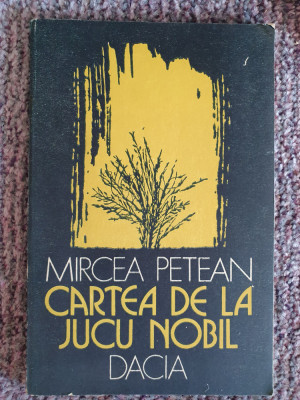 MIRCEA PETEAN
CARTEA DE LA
JUCU NOBIL
DACIA